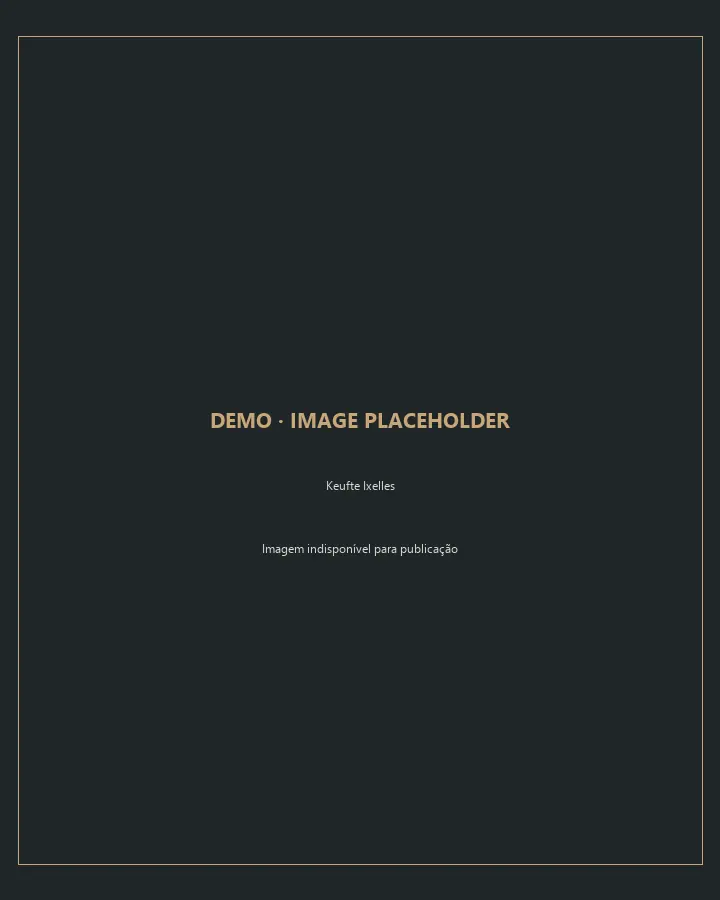 DEMO · IMAGE PLACEHOLDER
Keufte Ixelles
Imagem indisponível para publicação